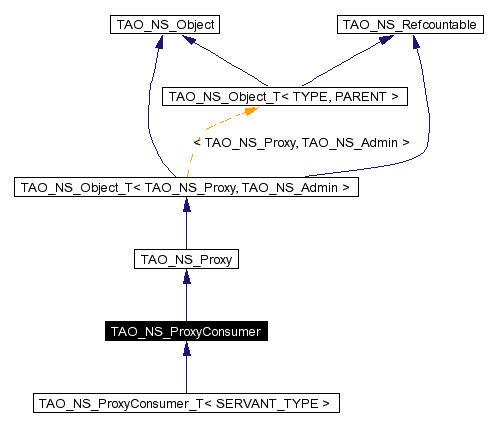 TAO_NS_Object
TAO_NS_Refcountable
TAO_NS_Object_T< TYPE, PARENT >
< TAO_NS_Proxy, TAO_NS_Admin >
TAO_NS_Object_T< TAO_NS_Proxy, TAO_NS_Admin >
TAO_NS_Proxy
TAO_NS_ProxyConsumer
TAO_NS_ProxyConsumer_T< SERVANT_TYPE >